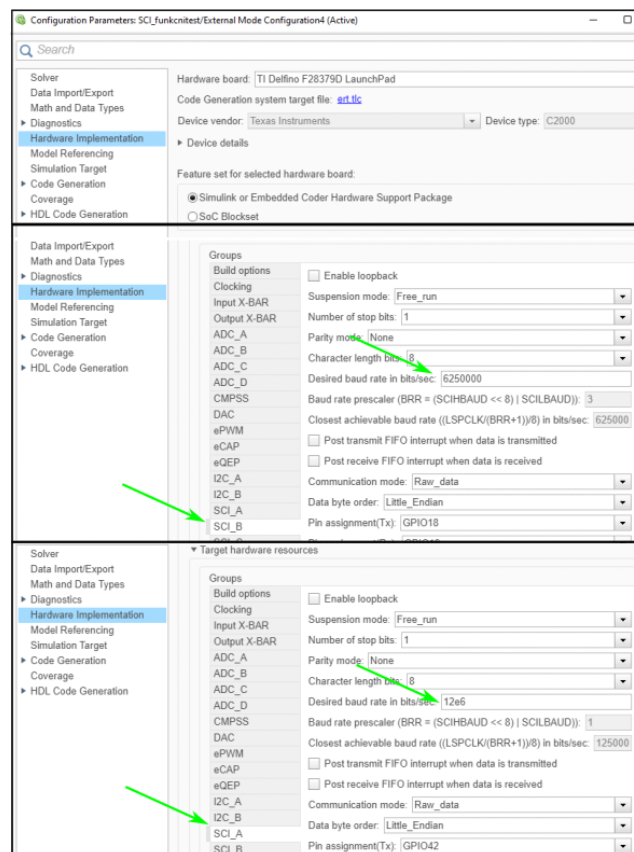 Configuration Parameters: SCI_funkcnitest/External Mode Configuration4 (Active)
Search
Solver
Data Import/Export
Math and Data Types
Diagnostics
Hardware Implementation
Model Referencing
Simulation Target
Code Generation
Coverage
HDL Code Generation
Hardware board: TI Delfino F28379D LaunchPad
Code Generation system target file: ert.tlc
Device vendor: Texas Instruments Device type: C2000
Device details
Feature set for selected hardware board:
Simulink or Embedded Coder Hardware Support Package
SoC Blockset
Data Import/Export
Math and Data Types
Diagnostics
Hardware Implementation
Model Referencing
Simulation Target
Code Generation
Coverage
HDL Code Generation
Groups
Build options
Clocking
Input X-BAR
Output X-BAR
ADC_A
ADC_B
ADC_C
ADC_D
CMPSS
DAC
ePWM
eCAP
eQEP
I2C_A
I2C_B
SCI_A
SCI_B
Enable loopback
Suspension mode: Free_run
Number of stop bits: 1
Parity mode: None
Character length bits: 8
Desired baud rate in bits/sec: 6250000
Baud rate prescaler (BRR = (SCIHBAUD << 8) | SCILBAUD)): 3
Closest achievable baud rate ((LSPCLK/(BRR+1))/8) in bits/sec: 625000
Post transmit FIFO interrupt when data is transmitted
Post receive FIFO interrupt when data is received
Communication mode: Raw_data
Data byte order: Little_Endian
Pin assignment(Tx): GPIO18
Solver
Data Import/Export
Math and Data Types
Diagnostics
Hardware Implementation
Model Referencing
Simulation Target
Code Generation
Coverage
HDL Code Generation
Target hardware resources
Groups
Build options
Clocking
Input X-BAR
Output X-BAR
ADC_A
ADC_B
ADC_C
ADC_D
CMPSS
DAC
ePWM
eCAP
eQEP
I2C_A
I2C_B
SCI_A
SCI_B
Enable loopback
Suspension mode: Free_run
Number of stop bits: 1
Parity mode: None
Character length bits: 8
Desired baud rate in bits/sec: 12e6
Baud rate prescaler (BRR = (SCIHBAUD << 8) | SCILBAUD)): 1
Closest achievable baud rate ((LSPCLK/(BRR+1))/8) in bits/sec: 125000
Post transmit FIFO interrupt when data is transmitted
Post receive FIFO interrupt when data is received
Communication mode: Raw_data
Data byte order: Little_Endian
Pin assignment(Tx): GPIO42